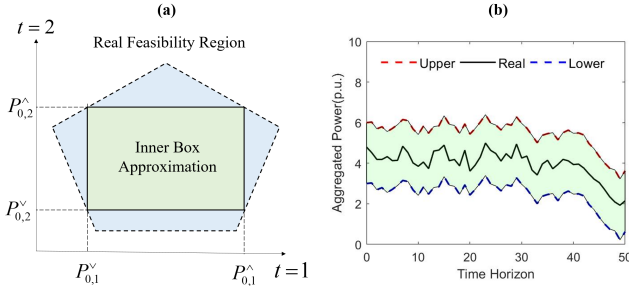 (a)
t = 2
Real Feasibility Region
P^∧_{0,2}
Inner Box
Approximation
P^∨_{0,2}
P^∨_{0,1}
P^∧_{0,1}
t = 1
(b)
Upper Real Lower
Aggregated Power(p.u.)
10
8
6
4
2
0
0 10 20 30 40 50
Time Horizon